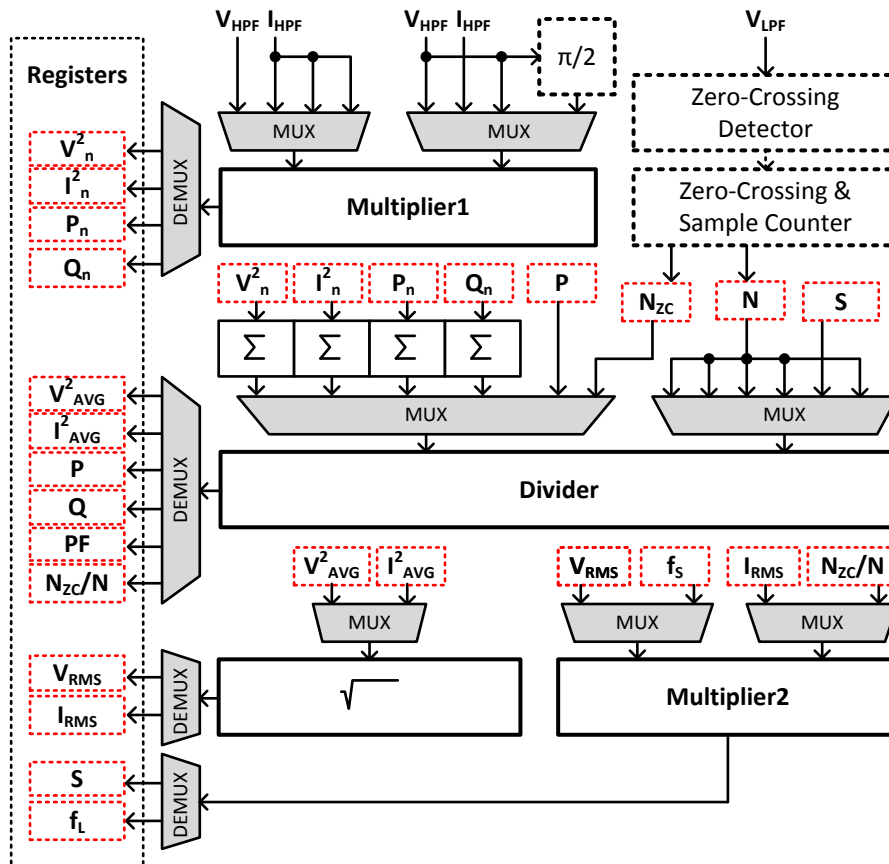 V_HPF I_HPF V_HPF I_HPF V_LPF
Registers
π/2
Zero-Crossing
Detector
MUX MUX
DEMUX
V²_n
I²_n
P_n
Q_n
Multiplier1
Zero-Crossing &
Sample Counter
V²_n I²_n P_n Q_n P N_ZC N S
Σ Σ Σ Σ
MUX MUX
DEMUX
V²_AVG
I²_AVG
P
Q
PF
N_ZC/N
Divider
V²_AVG I²_AVG V_RMS f_S I_RMS N_ZC/N
MUX MUX MUX
DEMUX
V_RMS
I_RMS
√
Multiplier2
DEMUX
S
f_L